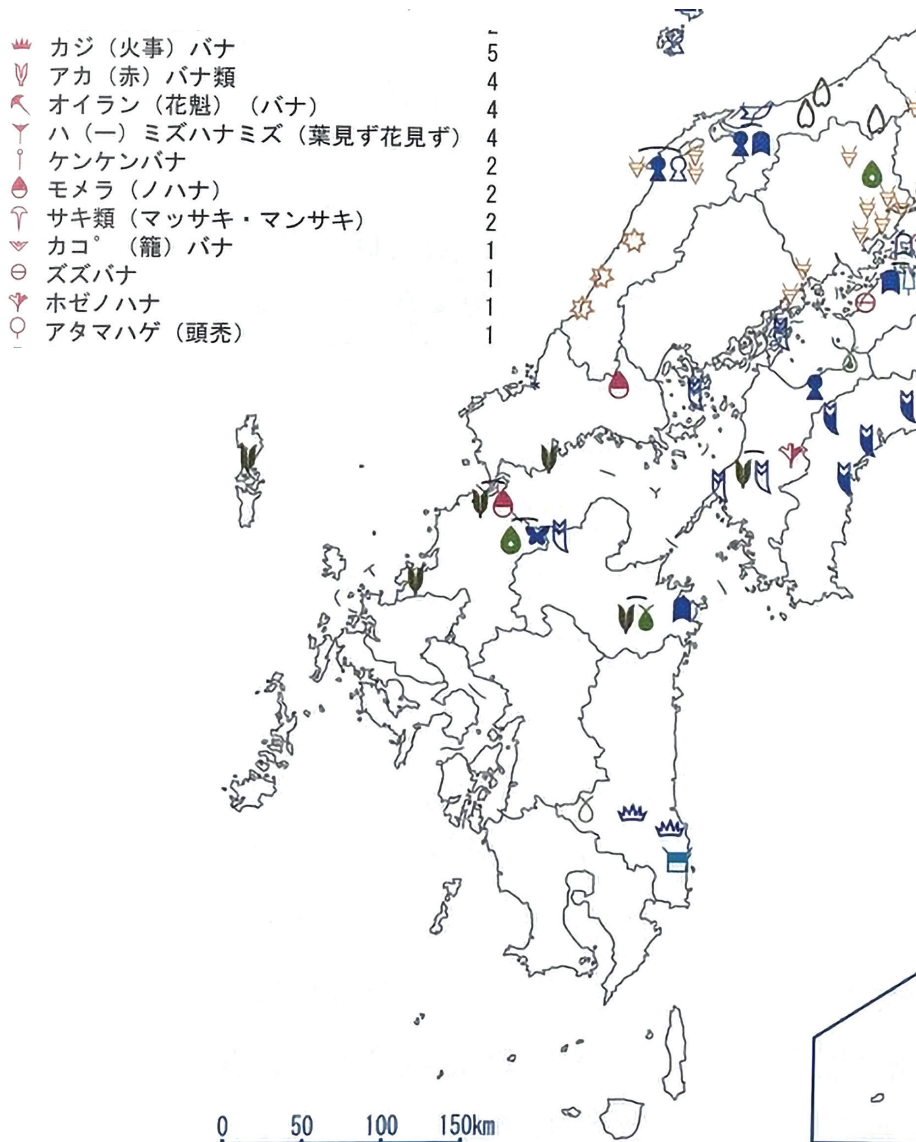 カジ（火事）バナ 5
アカ（赤）バナ類 4
オイラン（花魁）（バナ） 4
ハ（ー）ミズハナミズ（葉見ず花見ず） 4
ケンケンバナ 2
モメラ（ノハナ） 2
サキ類（マッサキ・マンサキ） 2
カコ゜（籠）バナ 1
ズズバナ 1
ホゼノハナ 1
アタマハゲ（頭禿） 1
0 50 100 150km